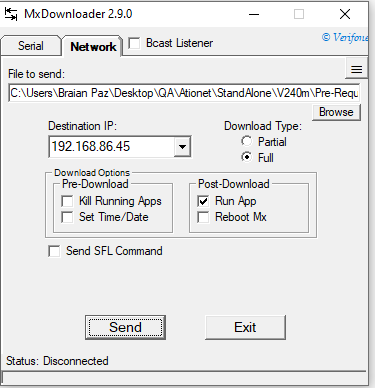 MxDownloader 2.9.0
Serial Network Bcast Listener © Verifone
File to send:
C:\Users\Braian Paz\Desktop\QA\Ationet\StandAlone\V240m\Pre-Requ
Browse
Destination IP: Download Type:
192.168.86.45 Partial
Full
Download Options
Pre-Download Post-Download
Kill Running Apps Run App
Set Time/Date Reboot Mx
Send SFL Command
Send Exit
Status: Disconnected